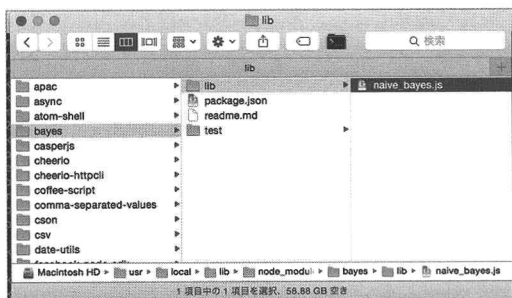 lib
検索
lib
apac
async
atom-shell
bayes
casperjs
cheerio
cheerio-httpcli
coffee-script
comma-separated-values
cson
csv
date-utils
lib
package.json
readme.md
test
naive_bayes.js
Macintosh HD ▸ usr ▸ local ▸ lib ▸ node_modul ▸ bayes ▸ lib ▸ naive_bayes.js
1 項目中の 1 項目を選択、58.88 GB 空き